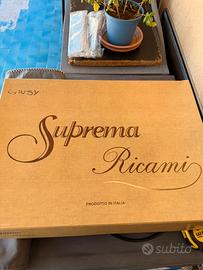 GIUSY
Suprema
Ricami
PRODOTTO IN ITALIA
subito